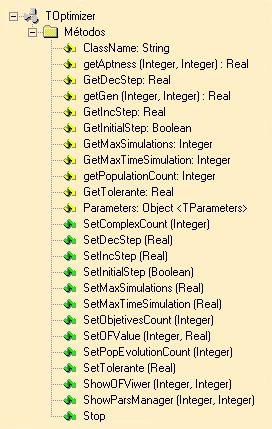 TOptimizer
Métodos
ClassName: String
getAptness (Integer, Integer) : Real
GetDecStep: Real
getGen (Integer, Integer) : Real
GetIncStep: Real
GetInitialStep: Boolean
GetMaxSimulations: Integer
GetMaxTimeSimulation: Integer
getPopulationCount: Integer
GetTolerante: Real
Parameters: Object <TParameters>
SetComplexCount (Integer)
SetDecStep (Real)
SetIncStep (Real)
SetInitialStep (Boolean)
SetMaxSimulations (Real)
SetMaxTimeSimulation (Real)
SetObjetivesCount (Integer)
SetOFValue (Integer, Real)
SetPopEvolutionCount (Integer)
SetTolerante (Real)
ShowOFViwer (Integer, Integer)
ShowParsManager (Integer, Integer)
Stop